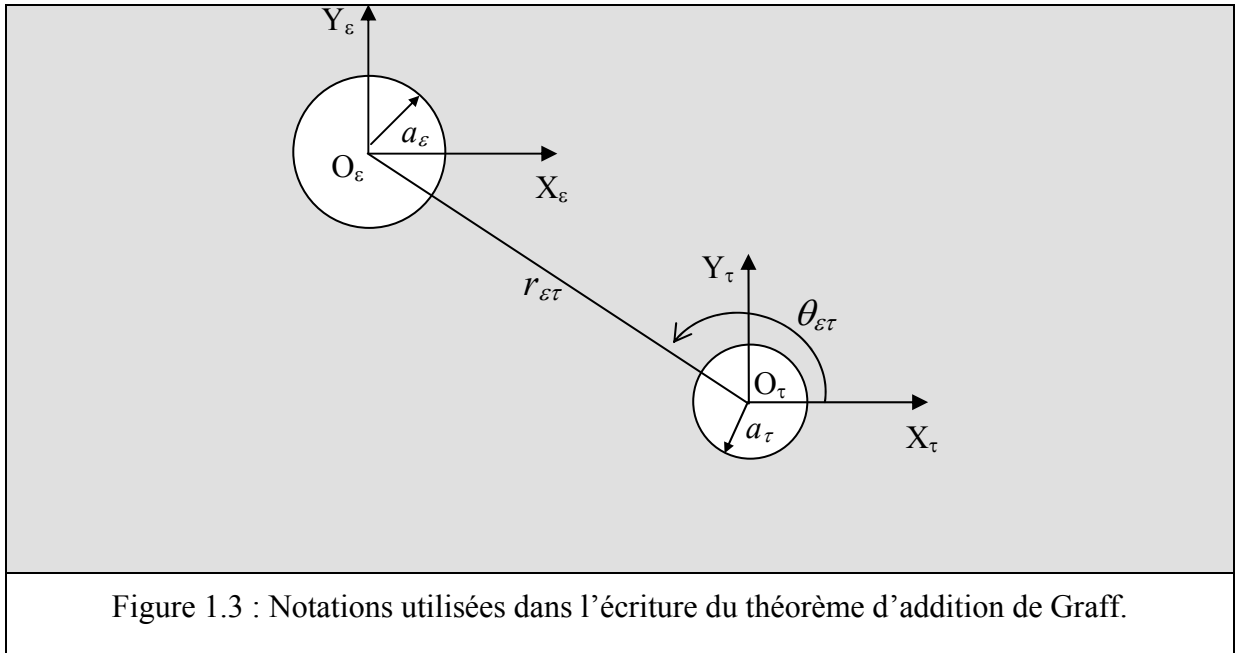 Yε
aε
Oε
Xε
rετ
Yτ
θετ
Oτ
aτ
Xτ
Figure 1.3 : Notations utilisées dans l’écriture du théorème d’addition de Graff.